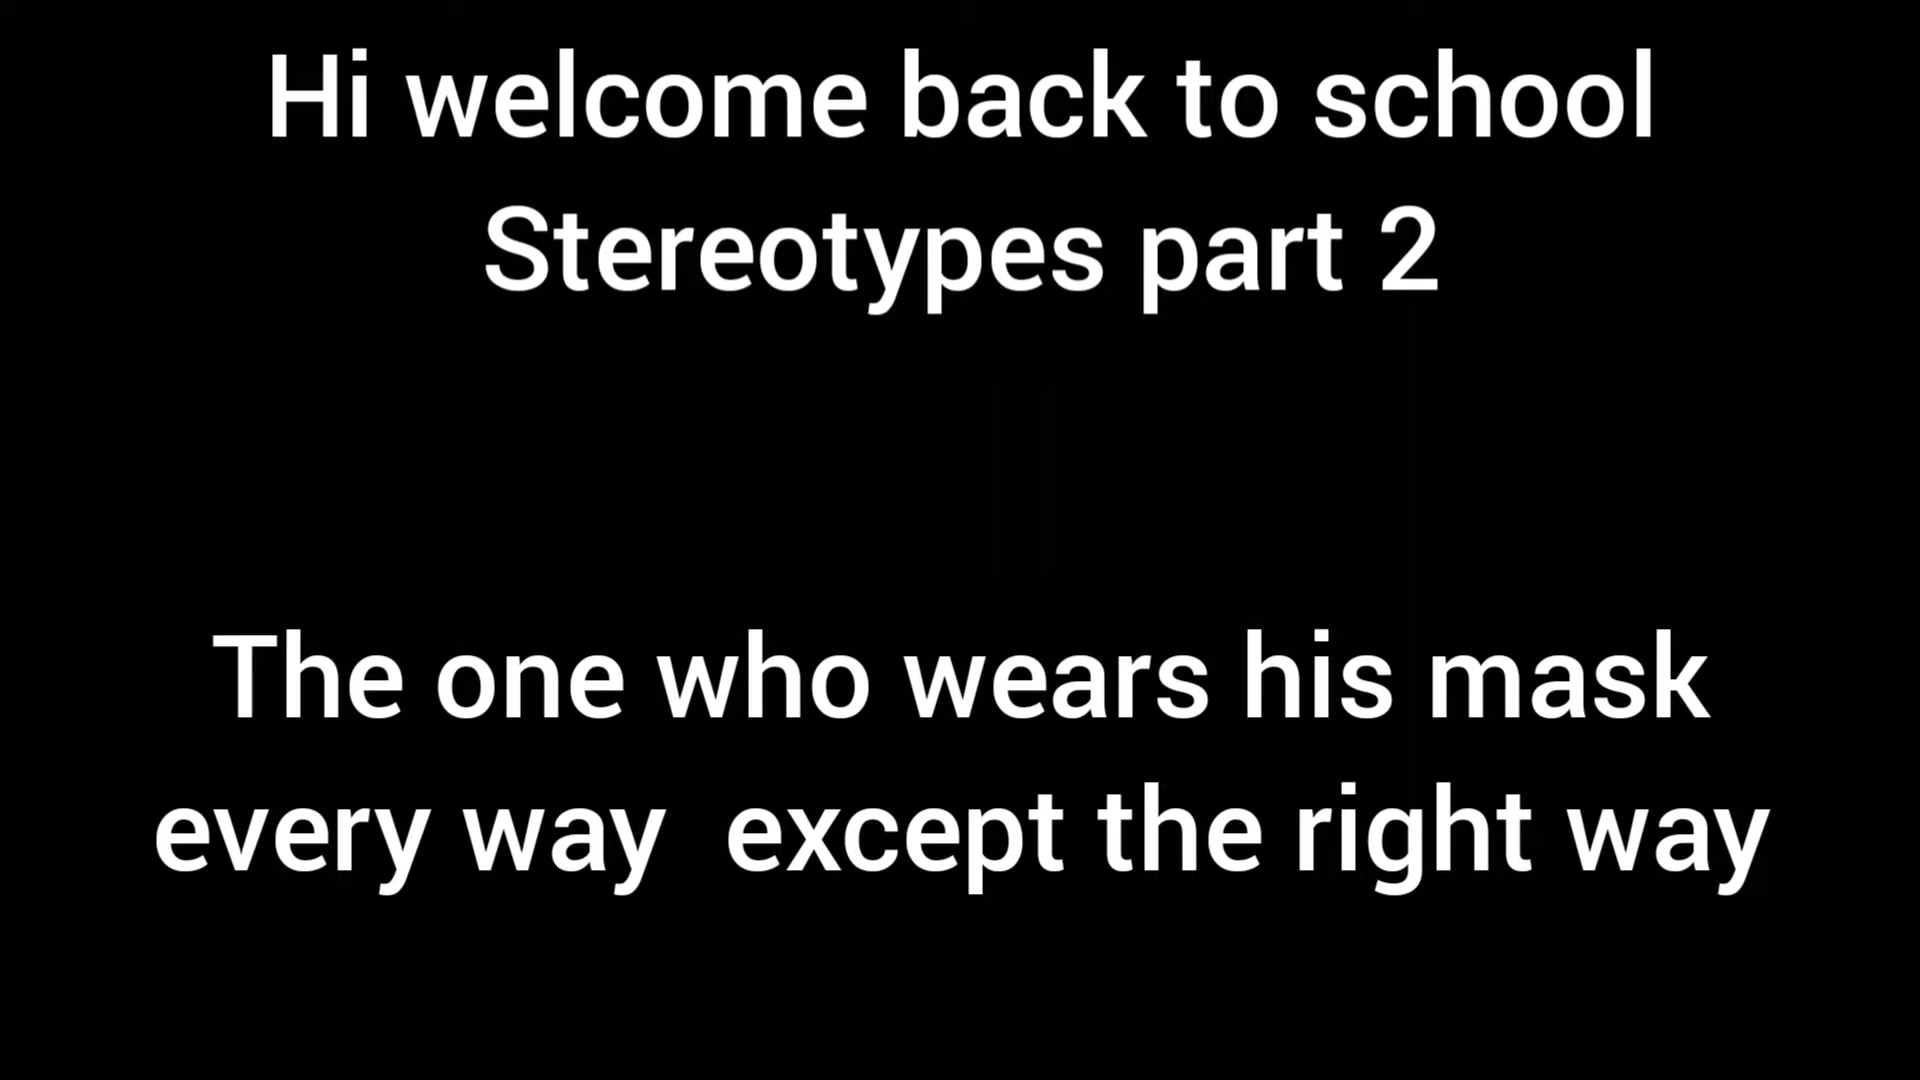 Hi welcome back to school
Stereotypes part 2
The one who wears his mask
every way  except the right way